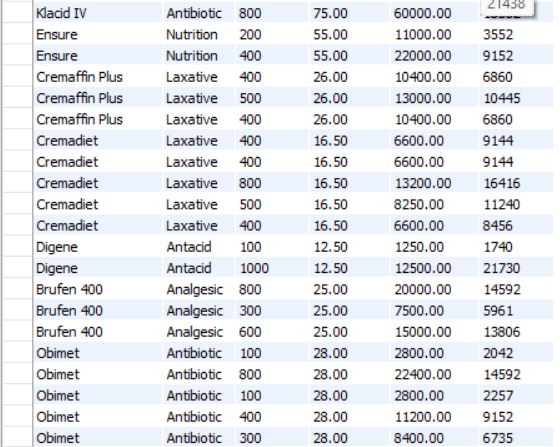 21438
Klacid IV Antibiotic 800 75.00 60000.00
Ensure Nutrition 200 55.00 11000.00 3552
Ensure Nutrition 400 55.00 22000.00 9152
Cremaffin Plus Laxative 400 26.00 10400.00 6860
Cremaffin Plus Laxative 500 26.00 13000.00 10445
Cremaffin Plus Laxative 400 26.00 10400.00 6860
Cremadiet Laxative 400 16.50 6600.00 9144
Cremadiet Laxative 400 16.50 6600.00 9144
Cremadiet Laxative 800 16.50 13200.00 16416
Cremadiet Laxative 500 16.50 8250.00 11240
Cremadiet Laxative 400 16.50 6600.00 8456
Digene Antacid 100 12.50 1250.00 1740
Digene Antacid 1000 12.50 12500.00 21730
Brufen 400 Analgesic 800 25.00 20000.00 14592
Brufen 400 Analgesic 300 25.00 7500.00 5961
Brufen 400 Analgesic 600 25.00 15000.00 13806
Obimet Antibiotic 100 28.00 2800.00 2042
Obimet Antibiotic 800 28.00 22400.00 14592
Obimet Antibiotic 100 28.00 2800.00 2257
Obimet Antibiotic 400 28.00 11200.00 9152
Obimet Antibiotic 300 28.00 8400.00 6735